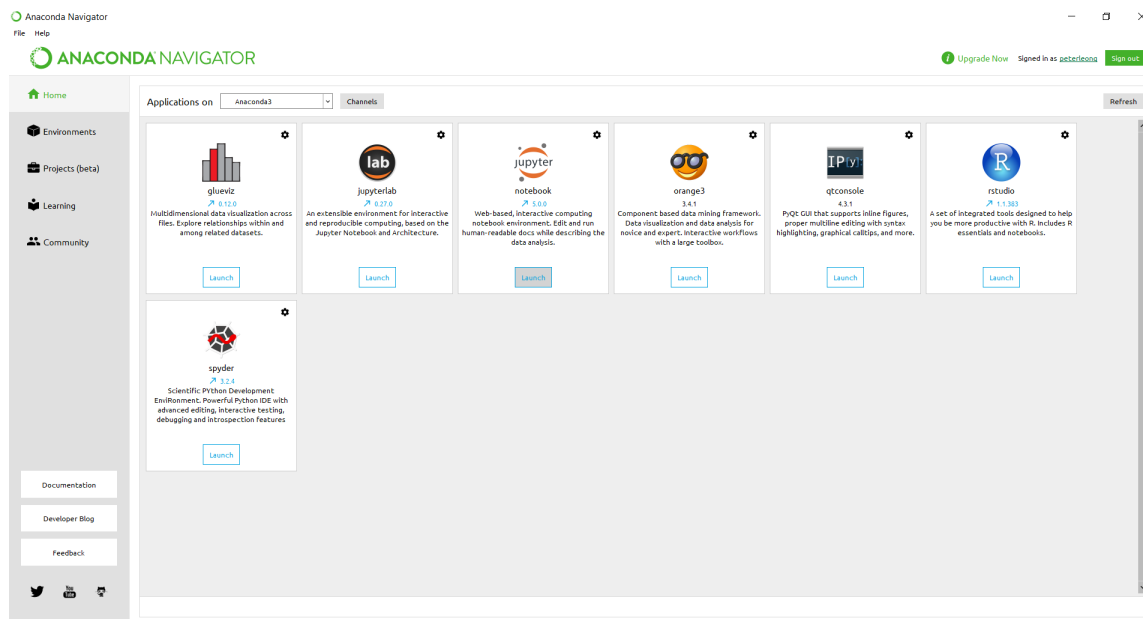 Anaconda Navigator
File Help
ANACONDA NAVIGATOR
i Upgrade Now Signed in as peterleong Sign out
Home
Environments
Projects (beta)
Learning
Community
Documentation
Developer Blog
Feedback
You Tube
Applications on Anaconda3 Channels Refresh
glueviz
0.12.0
Multidimensional data visualization across
files. Explore relationships within and
among related datasets.
Launch
lab
jupyterlab
0.27.0
An extensible environment for interactive
and reproducible computing, based on the
Jupyter Notebook and Architecture.
Launch
jupyter
notebook
5.0.0
Web-based, interactive computing
notebook environment. Edit and run
human-readable docs while describing the
data analysis.
Launch
orange3
3.4.1
Component based data mining framework.
Data visualization and data analysis for
novice and expert. Interactive workflows
with a large toolbox.
Launch
IP[y]:
qtconsole
4.3.1
PyQt GUI that supports inline figures,
proper multiline editing with syntax
highlighting, graphical calltips, and more.
Launch
R
rstudio
1.1.383
A set of integrated tools designed to help
you be more productive with R. Includes R
essentials and notebooks.
Launch
spyder
3.2.4
Scientific PYthon Development
EnviRonment. Powerful Python IDE with
advanced editing, interactive testing,
debugging and introspection features
Launch